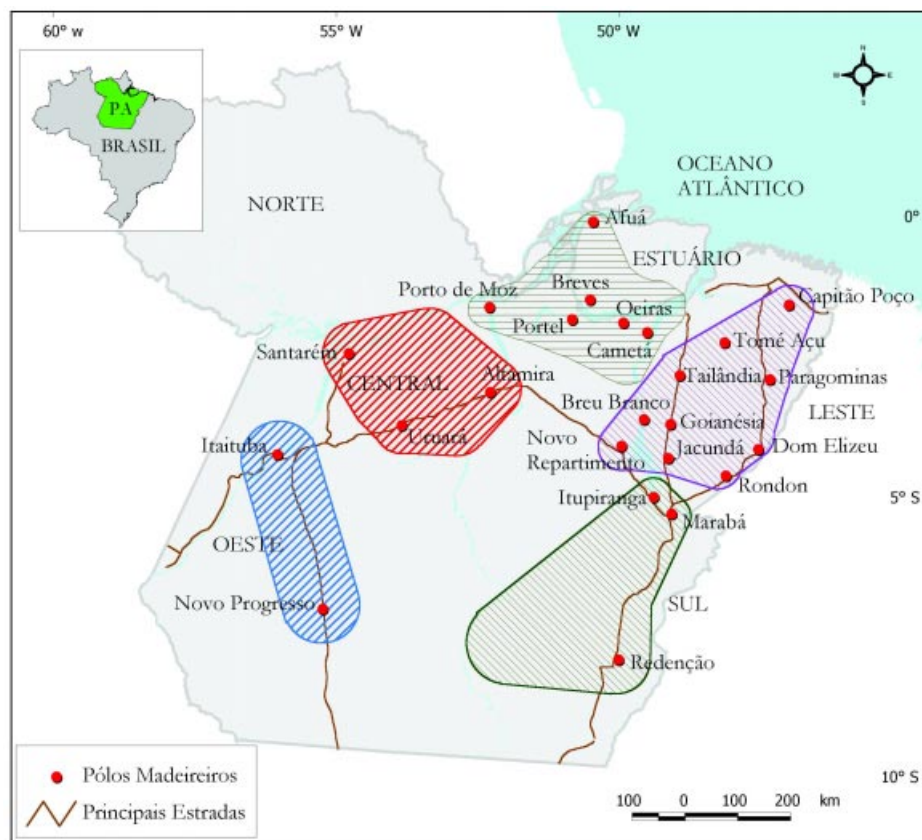 60° W
55° W
50° W
PA
BRASIL
N
W
E
S
OCEANO
ATLÂNTICO
NORTE
0°
Afuá
ESTUÁRIO
Breves
Porto de Moz
Oeiras
Capitão Poço
Portel
Cametá
Tomé Açu
Santarém
CENTRAL
Altamira
Tailândia
Paragominas
Breu Branco
LESTE
Uruará
Goianésia
Itaituba
Novo
Repartimento
Jacundá
Dom Elizeu
Rondon
Itupiranga
5° S
Marabá
OESTE
Novo Progresso
SUL
Redenção
Pólos Madeireiros
Principais Estradas
10° S
100 0 100 200 km